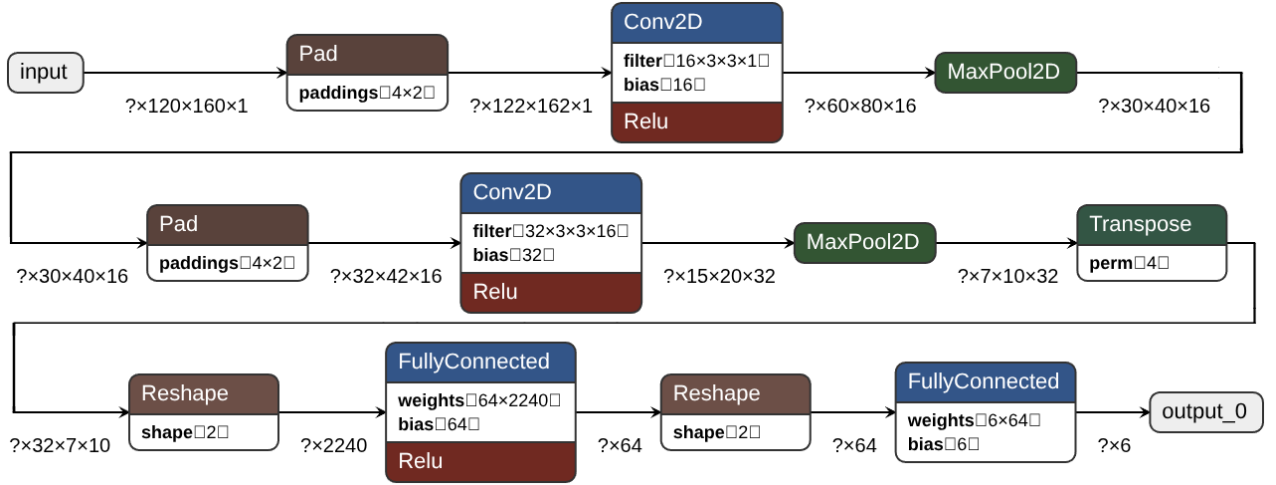 input
?×120×160×1
Pad
paddings〈4×2〉
?×122×162×1
Conv2D
filter〈16×3×3×1〉
bias〈16〉
Relu
?×60×80×16
MaxPool2D
?×30×40×16
?×30×40×16
Pad
paddings〈4×2〉
?×32×42×16
Conv2D
filter〈32×3×3×16〉
bias〈32〉
Relu
?×15×20×32
MaxPool2D
?×7×10×32
Transpose
perm〈4〉
?×32×7×10
Reshape
shape〈2〉
?×2240
FullyConnected
weights〈64×2240〉
bias〈64〉
Relu
?×64
Reshape
shape〈2〉
?×64
FullyConnected
weights〈6×64〉
bias〈6〉
?×6
output_0